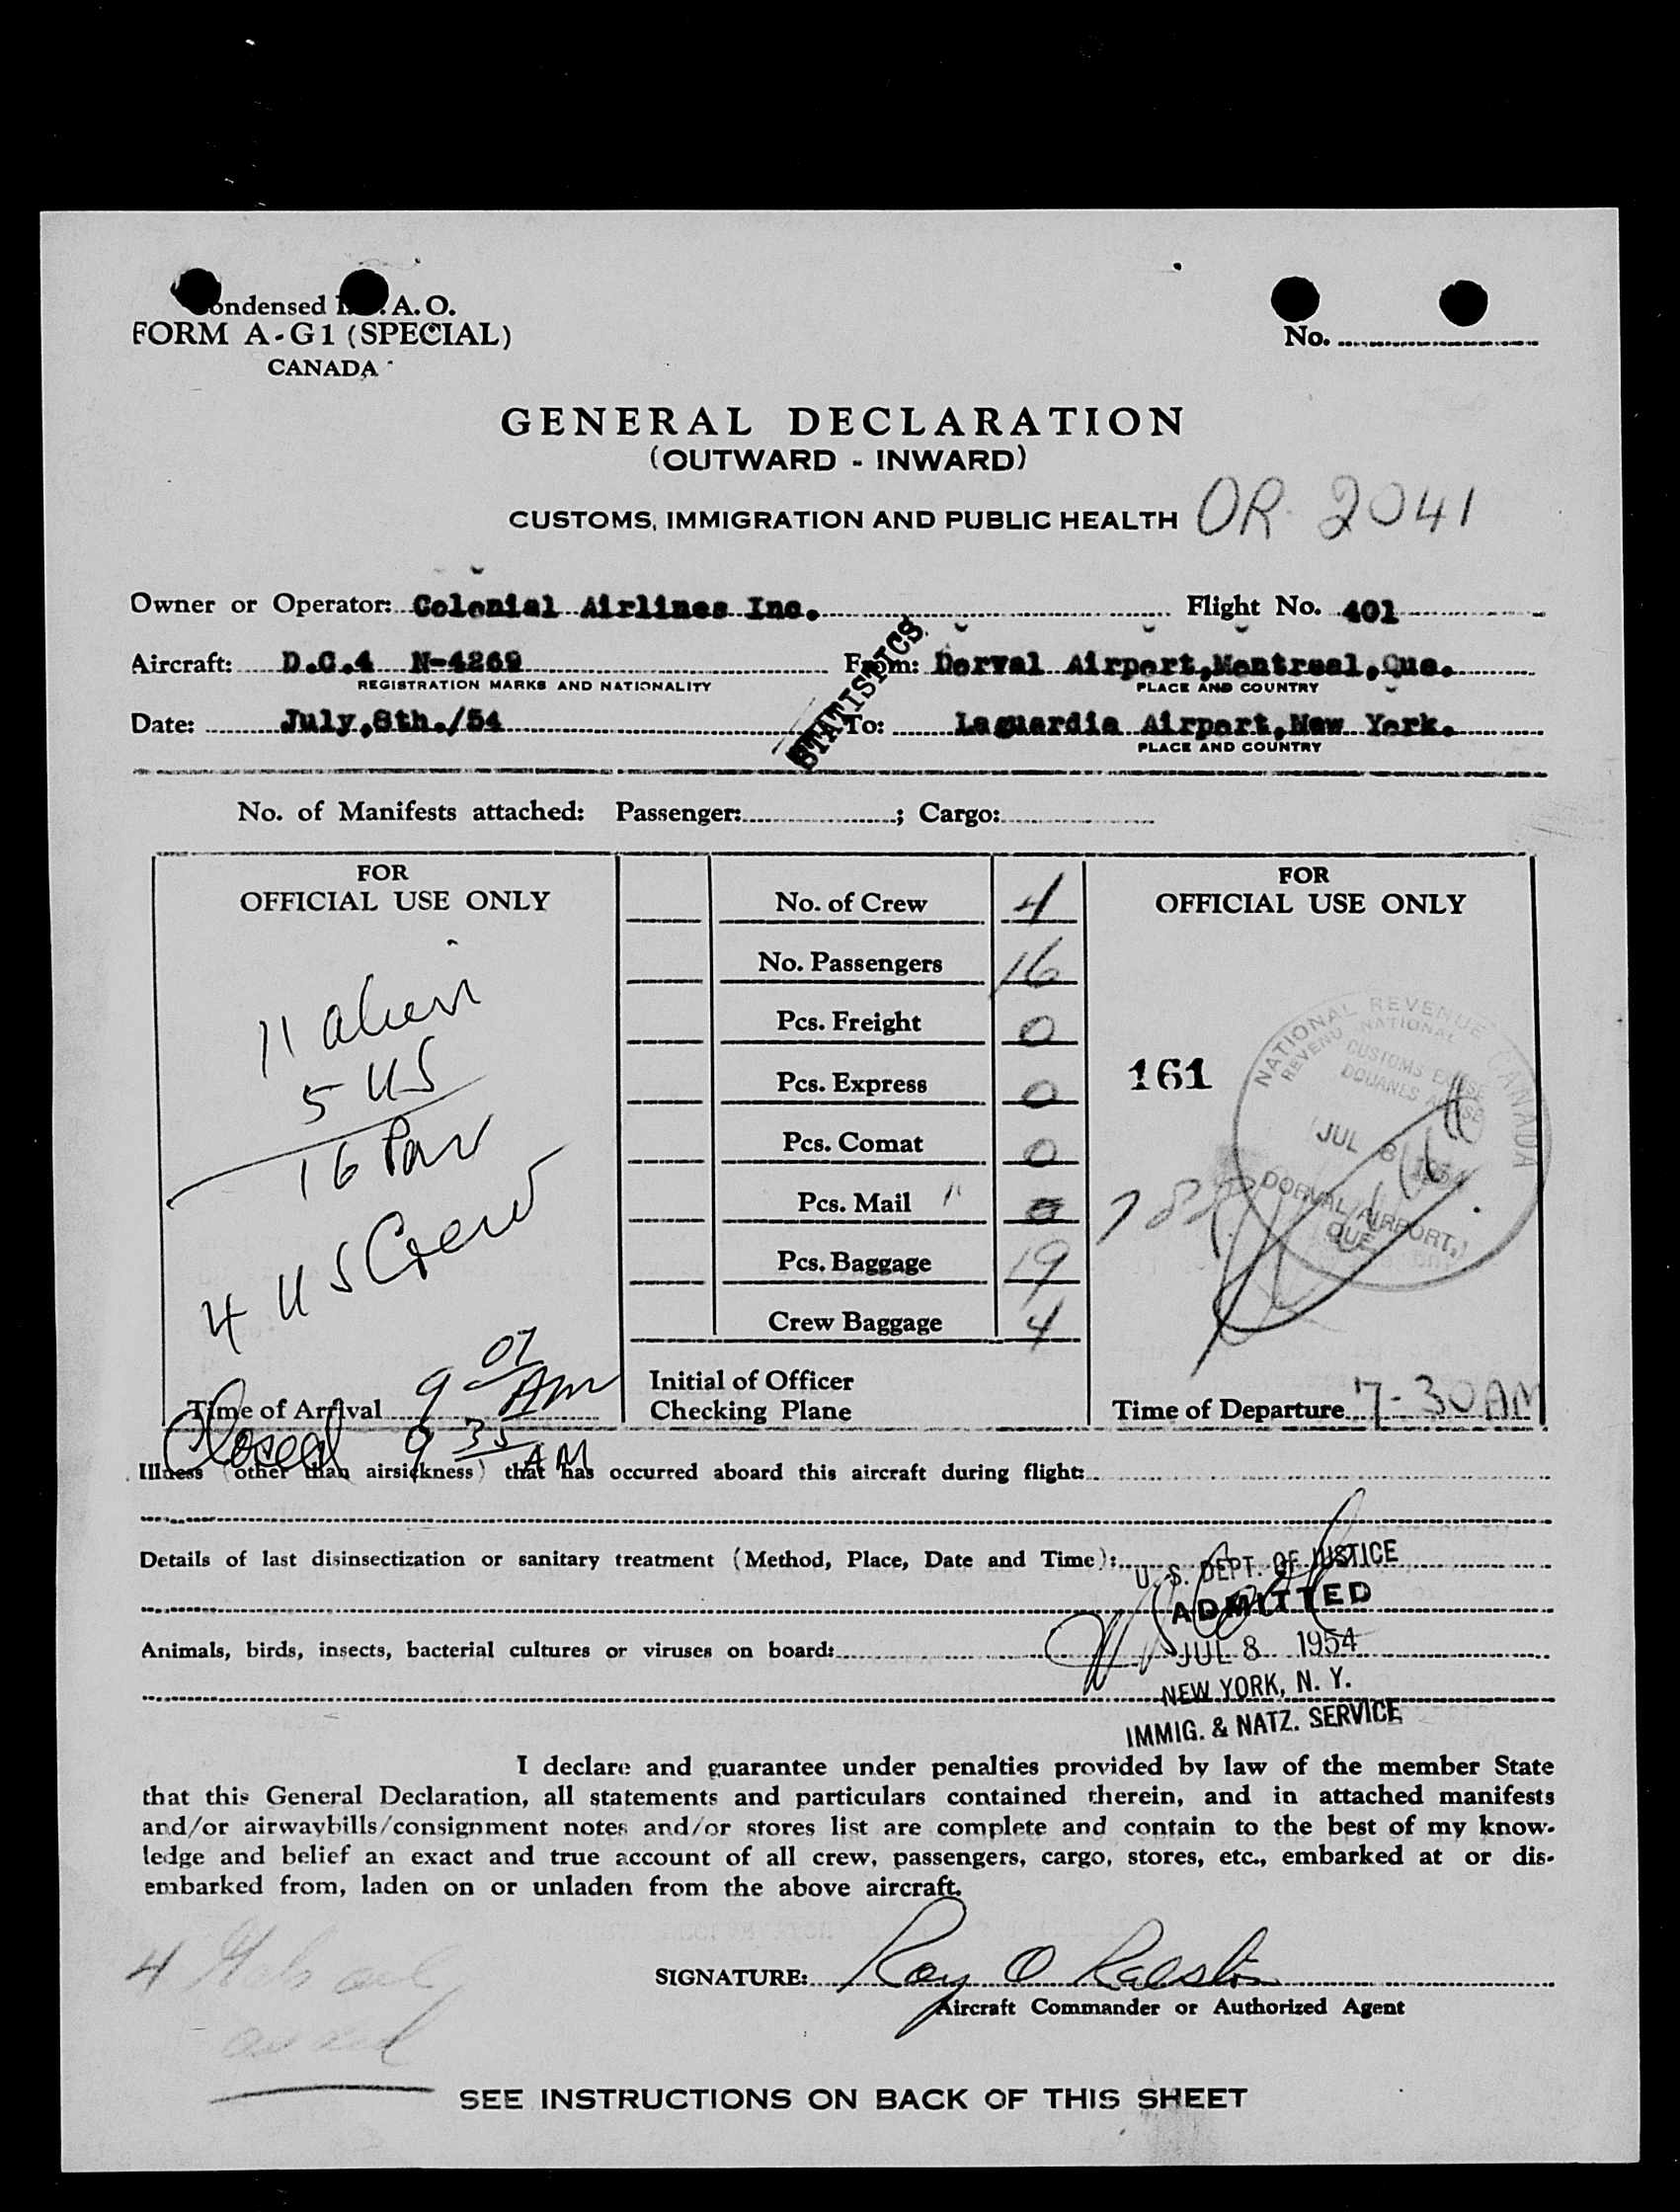 ondensed I. .A.O.
FORM A-G1 (SPECIAL)
CANADA
No.
GENERAL DECLARATION
(OUTWARD - INWARD)
CUSTOMS, IMMIGRATION AND PUBLIC HEALTH OR 2041
Owner or Operator: Colonial Airlines Inc. Flight No. 401
Aircraft: D.C.4 N-4269 From: Dorval Airport,Montreal,Que.
REGISTRATION MARKS AND NATIONALITY PLACE AND COUNTRY
STATISTICS
Date: July,8th./54 To: Laguardia Airport,New York.
PLACE AND COUNTRY
No. of Manifests attached: Passenger: ; Cargo:
FOR
OFFICIAL USE ONLY
11 alien
5 US
16 Pax
4 US Crew
Time of Arrival 9 07 AM
Closed 9 35 AM
No. of Crew 4
No. Passengers 16
Pcs. Freight 0
Pcs. Express 0
Pcs. Comat 0
Pcs. Mail 0
Pcs. Baggage 19
Crew Baggage 4
Initial of Officer
Checking Plane
FOR
OFFICIAL USE ONLY
161
NATIONAL REVENUE CANADA
REVENU NATIONAL
CUSTOMS EXCISE
DOUANES ACCISE
JUL 8 1954
DORVAL AIRPORT,
QUE.
Time of Departure 7-30 AM
Illness (other than airsickness) that has occurred aboard this aircraft during flight:
Details of last disinsectization or sanitary treatment (Method, Place, Date and Time):
U. S. DEPT. OF JUSTICE
ADMITTED
Animals, birds, insects, bacterial cultures or viruses on board:
JUL 8 1954
NEW YORK, N. Y.
IMMIG. & NATZ. SERVICE
I declare and guarantee under penalties provided by law of the member State
that this General Declaration, all statements and particulars contained therein, and in attached manifests
and/or airwaybills/consignment notes and/or stores list are complete and contain to the best of my know-
ledge and belief an exact and true account of all crew, passengers, cargo, stores, etc., embarked at or dis-
embarked from, laden on or unladen from the above aircraft.
4
SIGNATURE: Roy O Ralston
Aircraft Commander or Authorized Agent
SEE INSTRUCTIONS ON BACK OF THIS SHEET